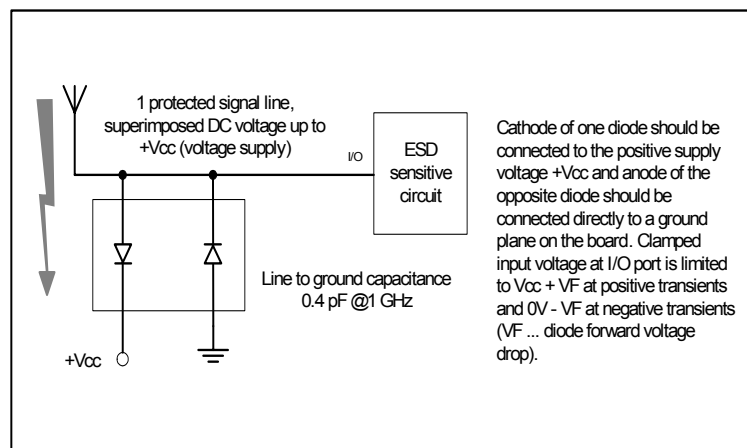 1 protected signal line,
superimposed DC voltage up to
+Vcc (voltage supply)
I/O
ESD
sensitive
circuit
Line to ground capacitance
0.4 pF @1 GHz
+Vcc
Cathode of one diode should be
connected to the positive supply
voltage +Vcc and anode of the
opposite diode should be
connected directly to a ground
plane on the board. Clamped
input voltage at I/O port is limited
to Vcc + VF at positive transients
and 0V - VF at negative transients
(VF ... diode forward voltage
drop).